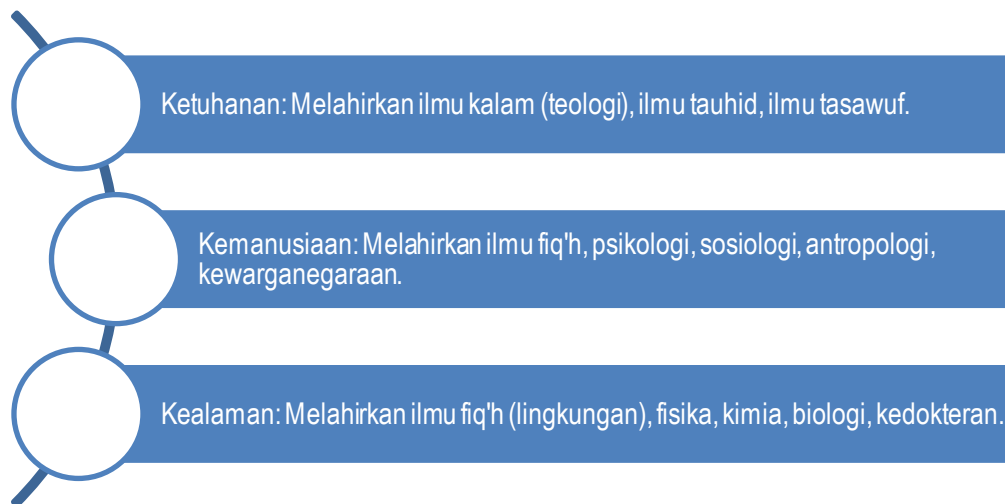 Ketuhanan: Melahirkan ilmu kalam (teologi), ilmu tauhid, ilmu tasawuf.
Kemanusiaan: Melahirkan ilmu fiq'h, psikologi, sosiologi, antropologi,
kewarganegaraan.
Kealaman: Melahirkan ilmu fiq'h (lingkungan), fisika, kimia, biologi, kedokteran.